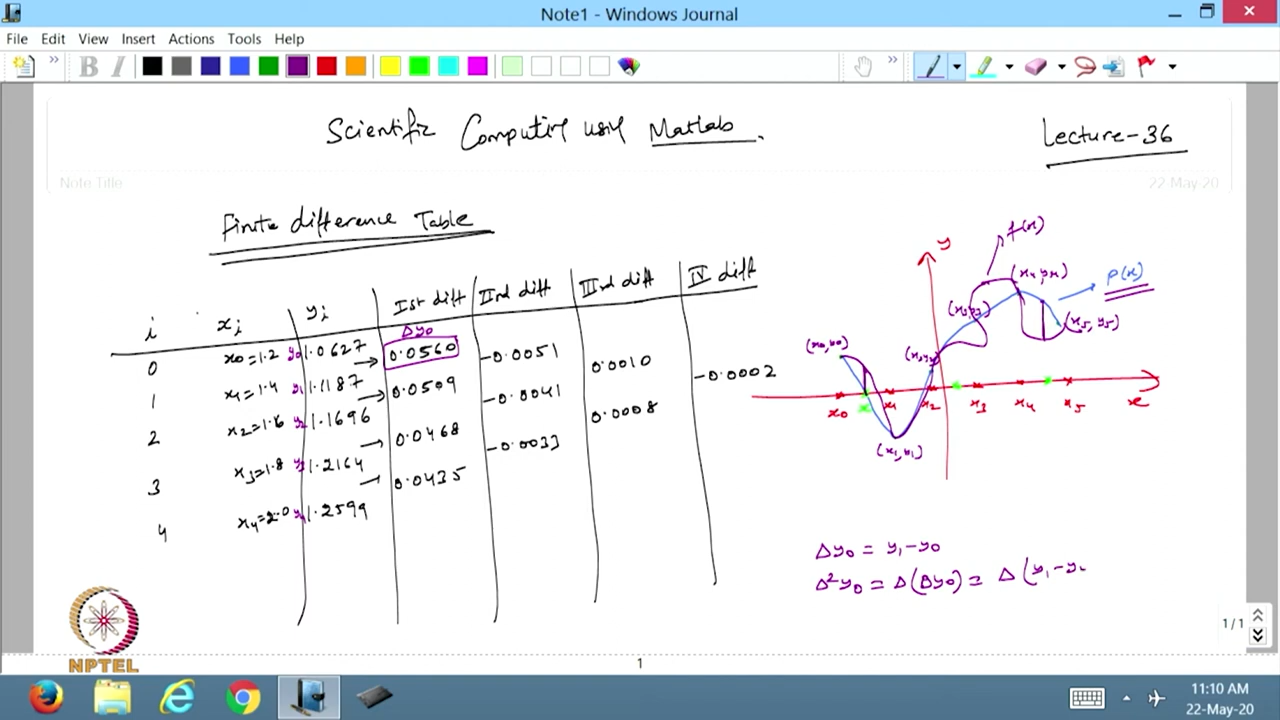 Note1 - Windows Journal
File Edit View Insert Actions Tools Help
B I
Scientific Computing using Matlab.
Lecture-36
Note Title
22-May-20
Finite difference Table
i xi yi Ist diff IInd diff IIIrd diff IV diff
Δy0
0 x0=1.2 y0 1.0627 0.0560 -0.0051 0.0010 -0.0002
1 x1=1.4 y1 1.1187 0.0509 -0.0041 0.0008
2 x2=1.6 y2 1.1696 0.0468 -0.0033
3 x3=1.8 y3 1.2164 0.0435
4 x4=2.0 y4 1.2599
y
f(x)
(x4,y4)
P(x)
(x3,y3)
(x5,y5)
(x0,y0)
(x2,y2)
x0 x1 x2 x3 x4 x5 x
(x1,y1)
Δy0 = y1-y0
Δ²y0 = Δ(Δy0) = Δ(y1-y
NPTEL
1/1
1
11:10 AM
22-May-20